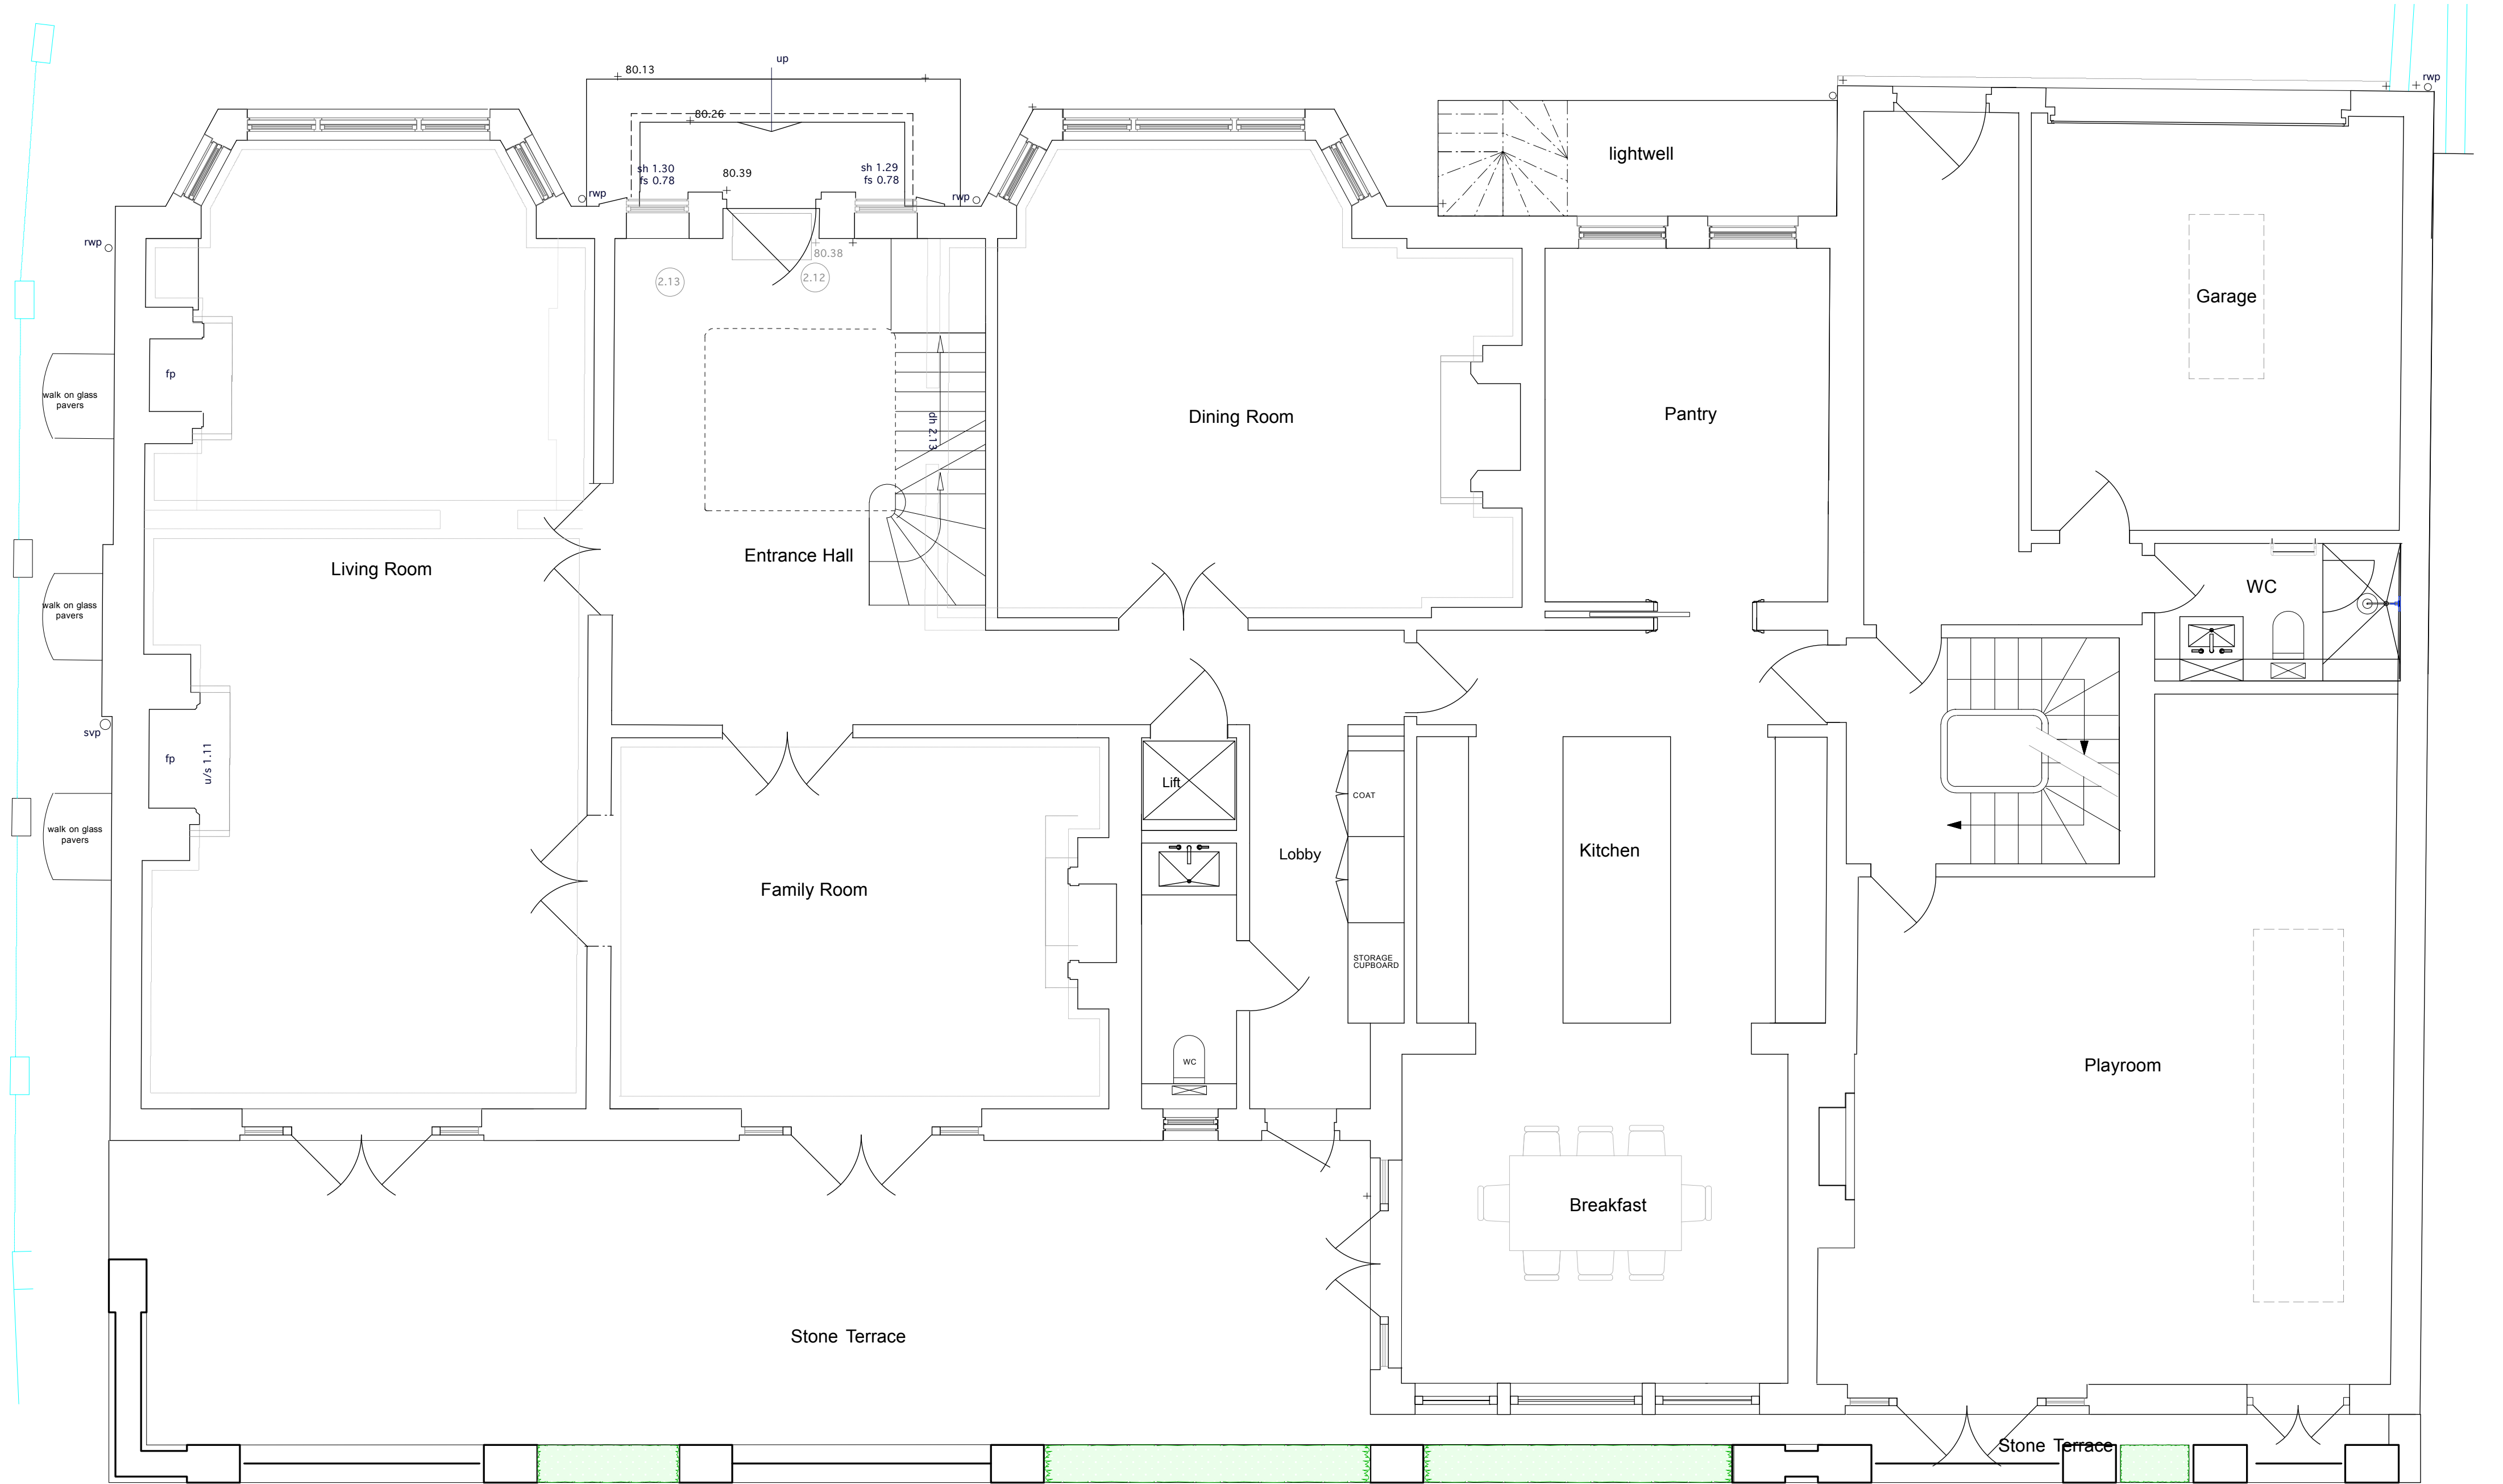 up
80.13
rwp
80.26
lightwell
sh 1.30
fs 0.78
80.39
sh 1.29
fs 0.78
rwp
rwp
rwp
80.38
2.13
2.12
Garage
fp
walk on glass
pavers
dh 2.13
Dining Room
Pantry
Entrance Hall
Living Room
WC
walk on glass
pavers
svp
fp
u/s 1.11
Lift
COAT
walk on glass
pavers
Lobby
Kitchen
Family Room
STORAGE
CUPBOARD
WC
Playroom
Breakfast
Stone Terrace
Stone Terrace